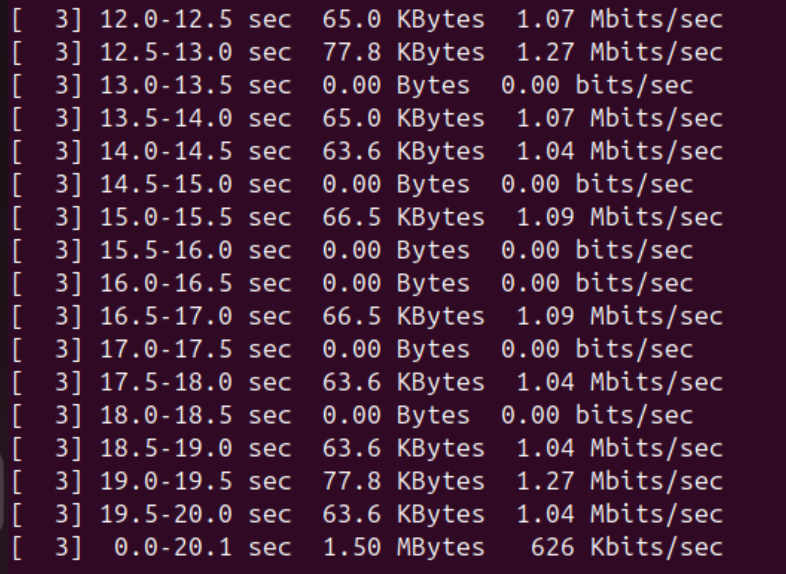 [  3] 12.0-12.5 sec  65.0 KBytes  1.07 Mbits/sec
[  3] 12.5-13.0 sec  77.8 KBytes  1.27 Mbits/sec
[  3] 13.0-13.5 sec  0.00 Bytes  0.00 bits/sec
[  3] 13.5-14.0 sec  65.0 KBytes  1.07 Mbits/sec
[  3] 14.0-14.5 sec  63.6 KBytes  1.04 Mbits/sec
[  3] 14.5-15.0 sec  0.00 Bytes  0.00 bits/sec
[  3] 15.0-15.5 sec  66.5 KBytes  1.09 Mbits/sec
[  3] 15.5-16.0 sec  0.00 Bytes  0.00 bits/sec
[  3] 16.0-16.5 sec  0.00 Bytes  0.00 bits/sec
[  3] 16.5-17.0 sec  66.5 KBytes  1.09 Mbits/sec
[  3] 17.0-17.5 sec  0.00 Bytes  0.00 bits/sec
[  3] 17.5-18.0 sec  63.6 KBytes  1.04 Mbits/sec
[  3] 18.0-18.5 sec  0.00 Bytes  0.00 bits/sec
[  3] 18.5-19.0 sec  63.6 KBytes  1.04 Mbits/sec
[  3] 19.0-19.5 sec  77.8 KBytes  1.27 Mbits/sec
[  3] 19.5-20.0 sec  63.6 KBytes  1.04 Mbits/sec
[  3]  0.0-20.1 sec  1.50 MBytes   626 Kbits/sec